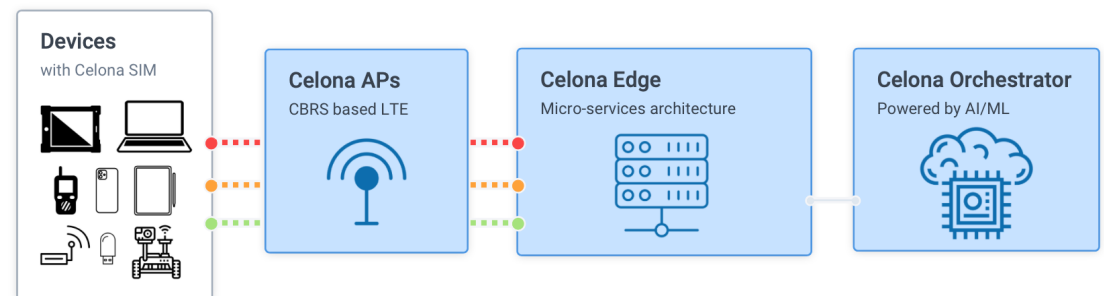 Devices
with Celona SIM
Celona APs
CBRS based LTE
Celona Edge
Micro-services architecture
Celona Orchestrator
Powered by AI/ML